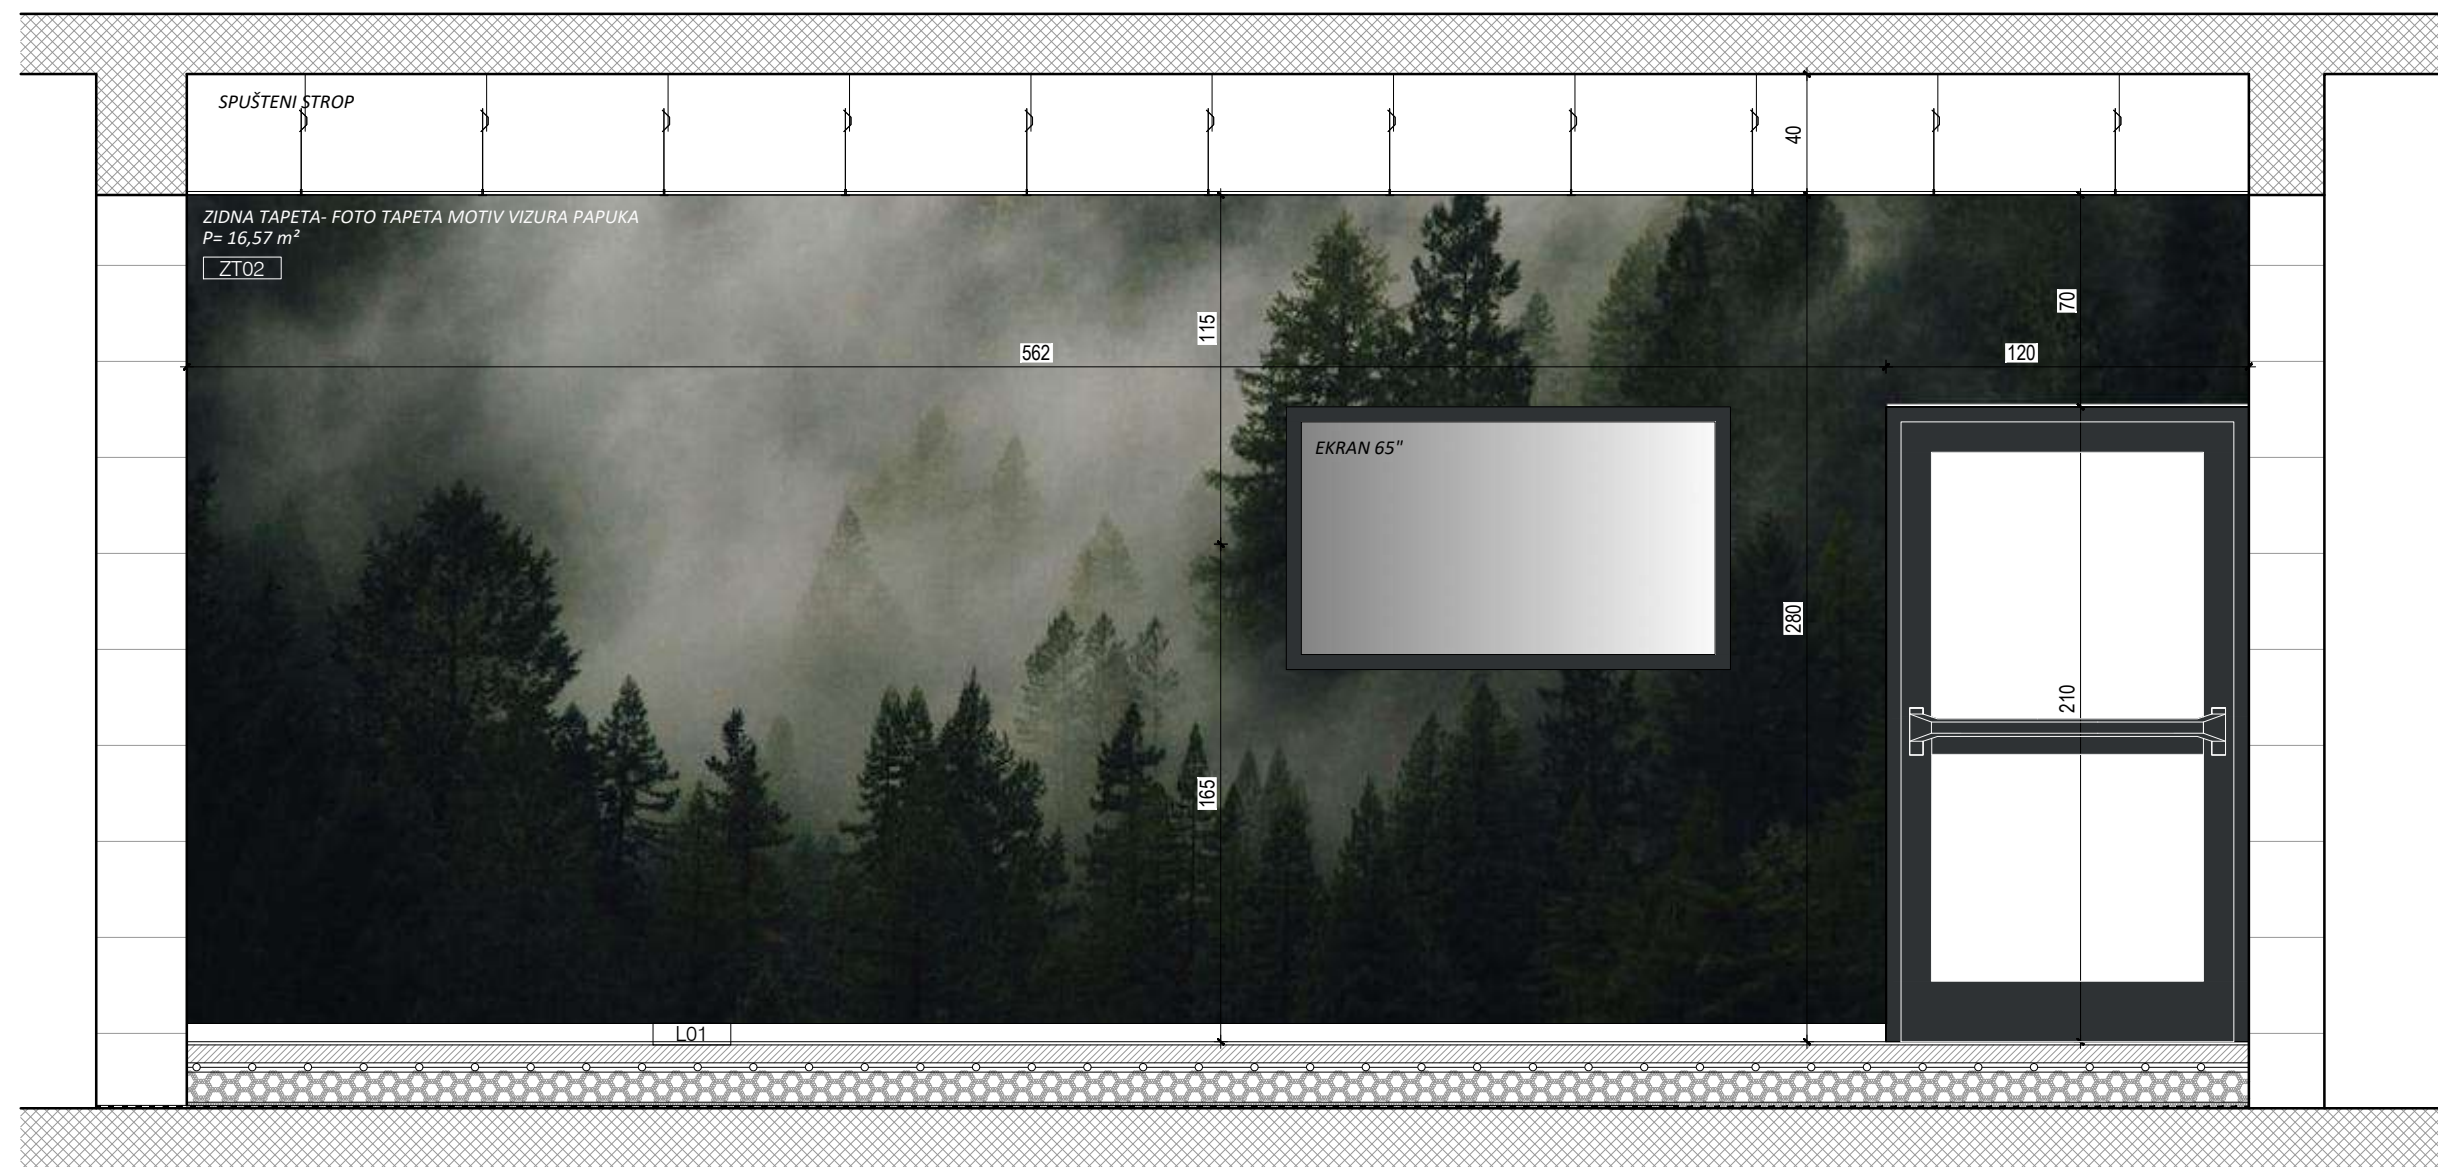 SPUŠTENI STROP
40
ZIDNA TAPETA- FOTO TAPETA MOTIV VIZURA PAPUKA
P= 16,57 m²
ZT02
70
115
562
120
EKRAN 65"
280
210
165
L01